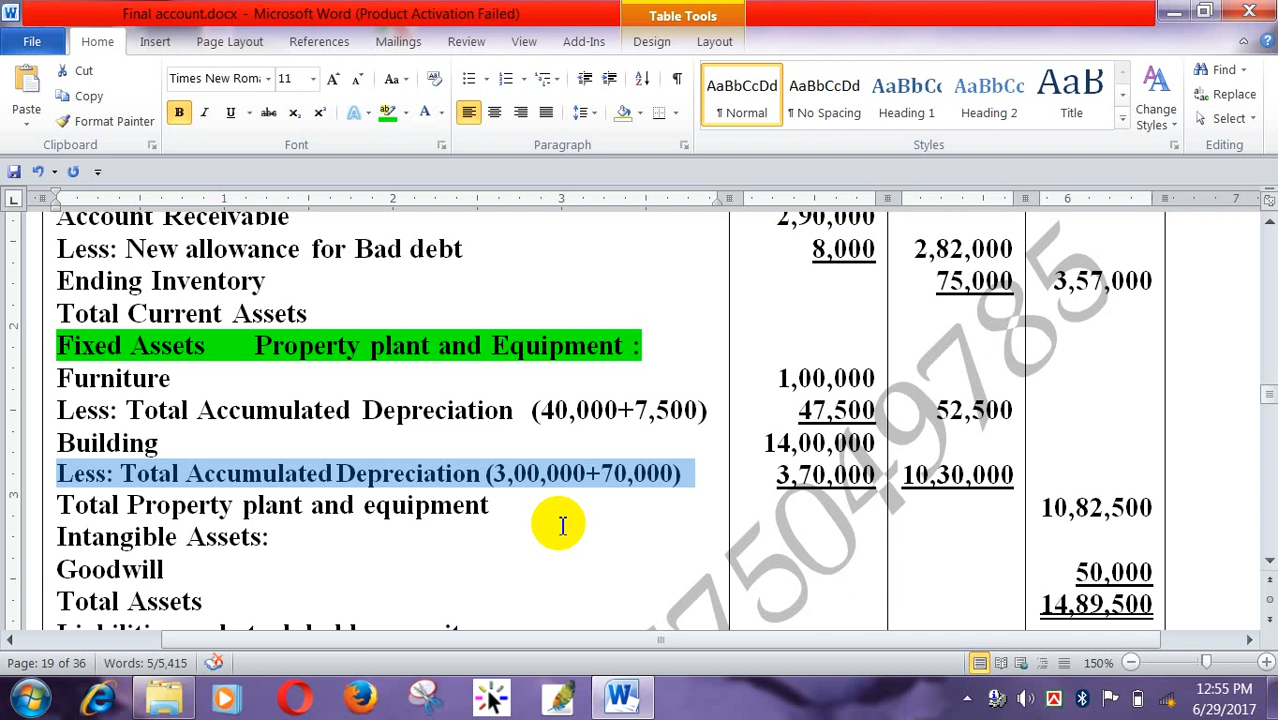 Final account.docx - Microsoft Word (Product Activation Failed)
Table Tools
File Home Insert Page Layout References Mailings Review View Add-Ins Design Layout
Paste
Cut
Copy
Format Painter
Clipboard
Times New Roma 11
Font
Paragraph
AaBbCcDd AaBbCcDd AaBbCc AaBbCc AaB
¶ Normal ¶ No Spacing Heading 1 Heading 2 Title
Change Styles
Styles
Find
Replace
Select
Editing
1 2 3 6 7
Account Receivable 2,90,000
Less: New allowance for Bad debt 8,000 2,82,000
Ending Inventory 75,000 3,57,000
Total Current Assets
Fixed Assets Property plant and Equipment :
Furniture 1,00,000
Less: Total Accumulated Depreciation (40,000+7,500) 47,500 52,500
Building 14,00,000
Less: Total Accumulated Depreciation (3,00,000+70,000) 3,70,000 10,30,000
Total Property plant and equipment 10,82,500
Intangible Assets:
Goodwill 50,000
Total Assets 14,89,500
775049785
Page: 19 of 36 Words: 5/5,415 150%
12:55 PM
6/29/2017